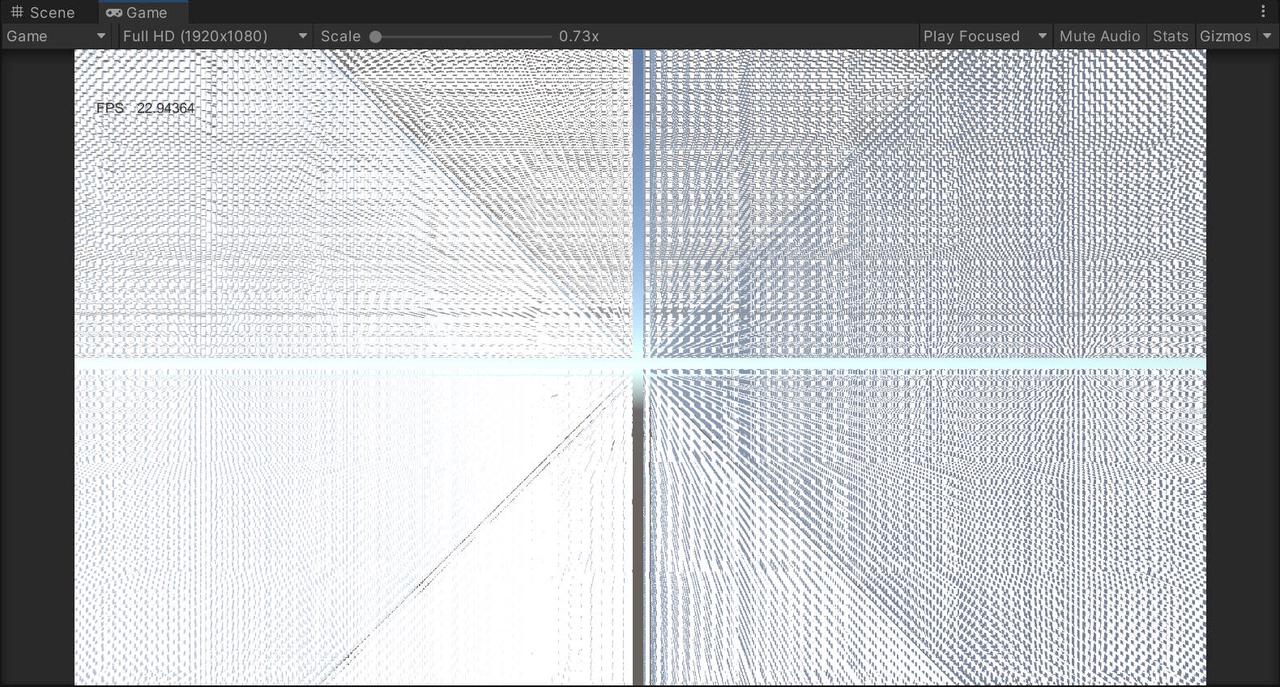 Scene
Game
Game Full HD (1920x1080) Scale 0.73x Play Focused Mute Audio Stats Gizmos
FPS 22.94364